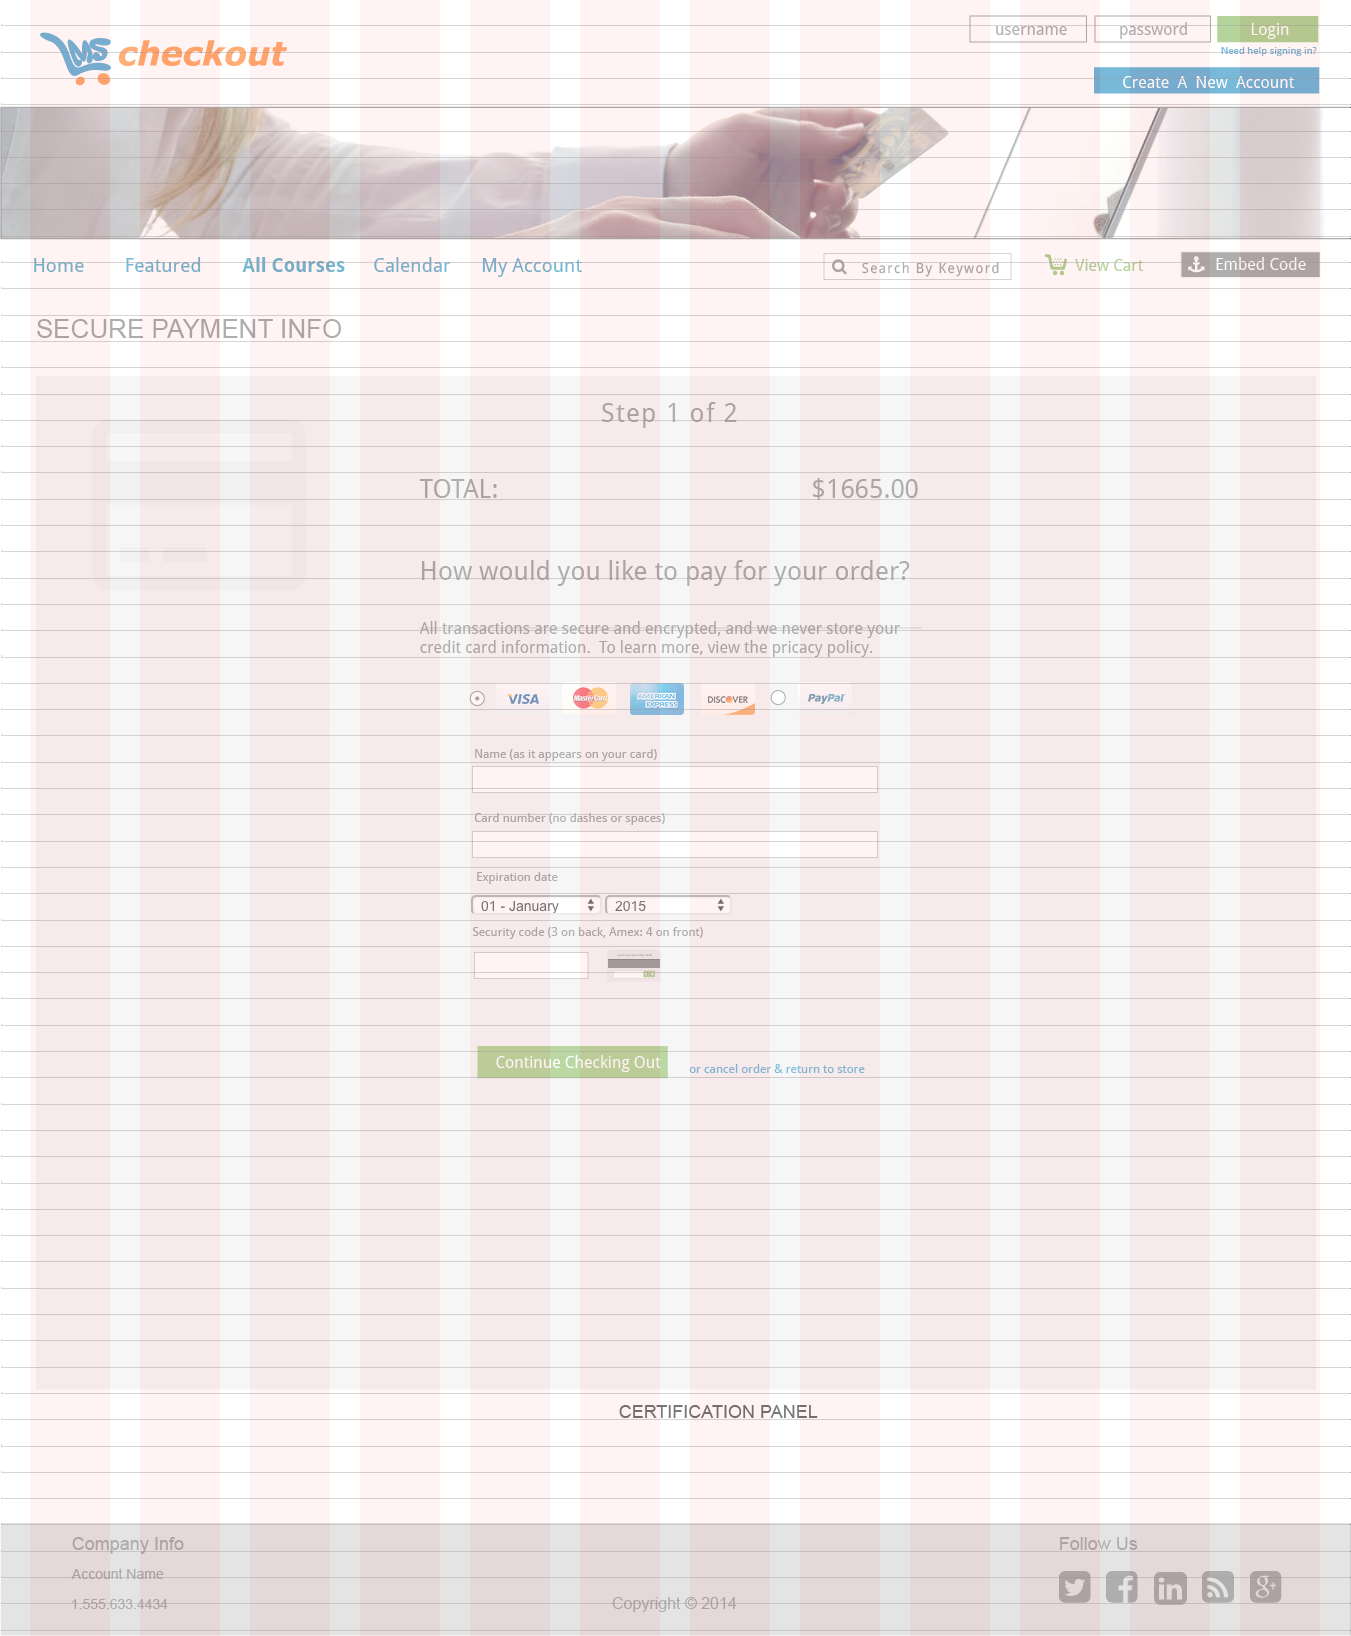 LMS checkout
username password Login
Need help signing in?
Create A New Account
Home Featured All Courses Calendar My Account Search By Keyword View Cart Embed Code
SECURE PAYMENT INFO
Step 1 of 2
TOTAL: $1665.00
How would you like to pay for your order?
All transactions are secure and encrypted, and we never store your
credit card information. To learn more, view the pricacy policy.
VISA MasterCard AMERICAN EXPRESS DISCOVER PayPal
Name (as it appears on your card)
Card number (no dashes or spaces)
Expiration date
01 - January 2015
Security code (3 on back, Amex: 4 on front)
Continue Checking Out or cancel order & return to store
CERTIFICATION PANEL
Company Info Follow Us
Account Name
1.555.633.4434 Copyright © 2014